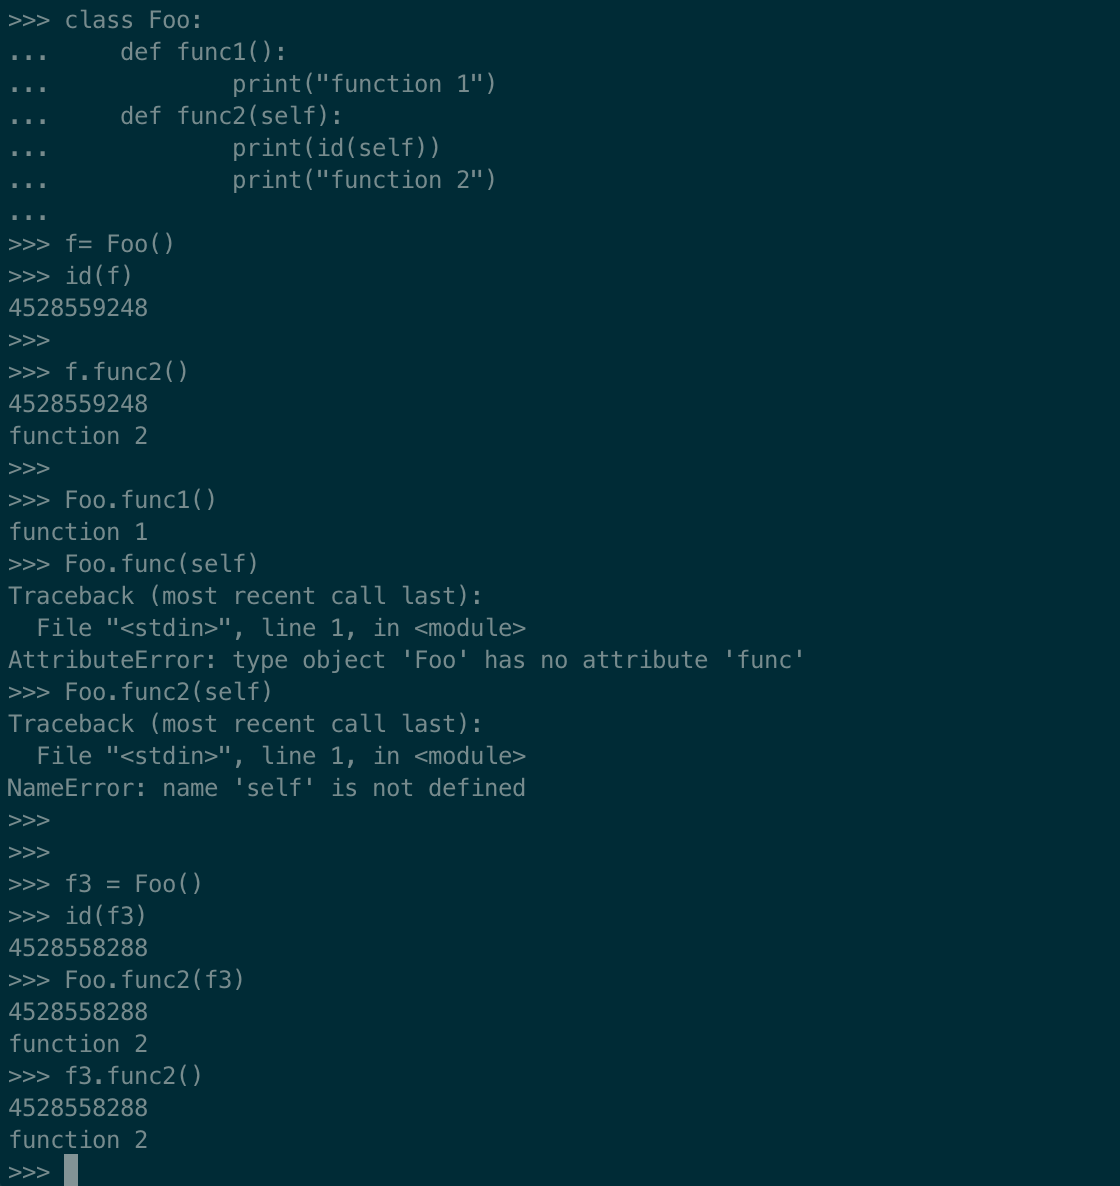 >>> class Foo:
...     def func1():
...             print("function 1")
...     def func2(self):
...             print(id(self))
...             print("function 2")
...
>>> f= Foo()
>>> id(f)
4528559248
>>>
>>> f.func2()
4528559248
function 2
>>>
>>> Foo.func1()
function 1
>>> Foo.func(self)
Traceback (most recent call last):
  File "<stdin>", line 1, in <module>
AttributeError: type object 'Foo' has no attribute 'func'
>>> Foo.func2(self)
Traceback (most recent call last):
  File "<stdin>", line 1, in <module>
NameError: name 'self' is not defined
>>>
>>>
>>> f3 = Foo()
>>> id(f3)
4528558288
>>> Foo.func2(f3)
4528558288
function 2
>>> f3.func2()
4528558288
function 2
>>>